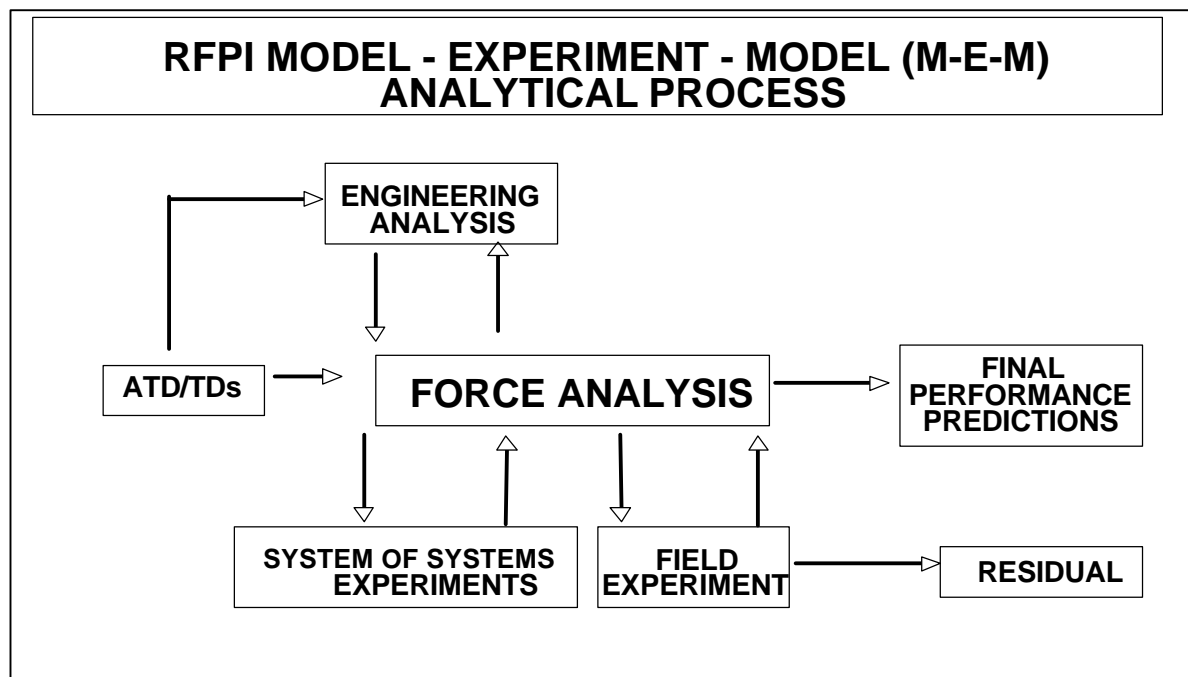 RFPI MODEL - EXPERIMENT - MODEL (M-E-M)
ANALYTICAL PROCESS
ENGINEERING
ANALYSIS
ATD/TDs
FORCE ANALYSIS
FINAL
PERFORMANCE
PREDICTIONS
SYSTEM OF SYSTEMS
EXPERIMENTS
FIELD
EXPERIMENT
RESIDUAL